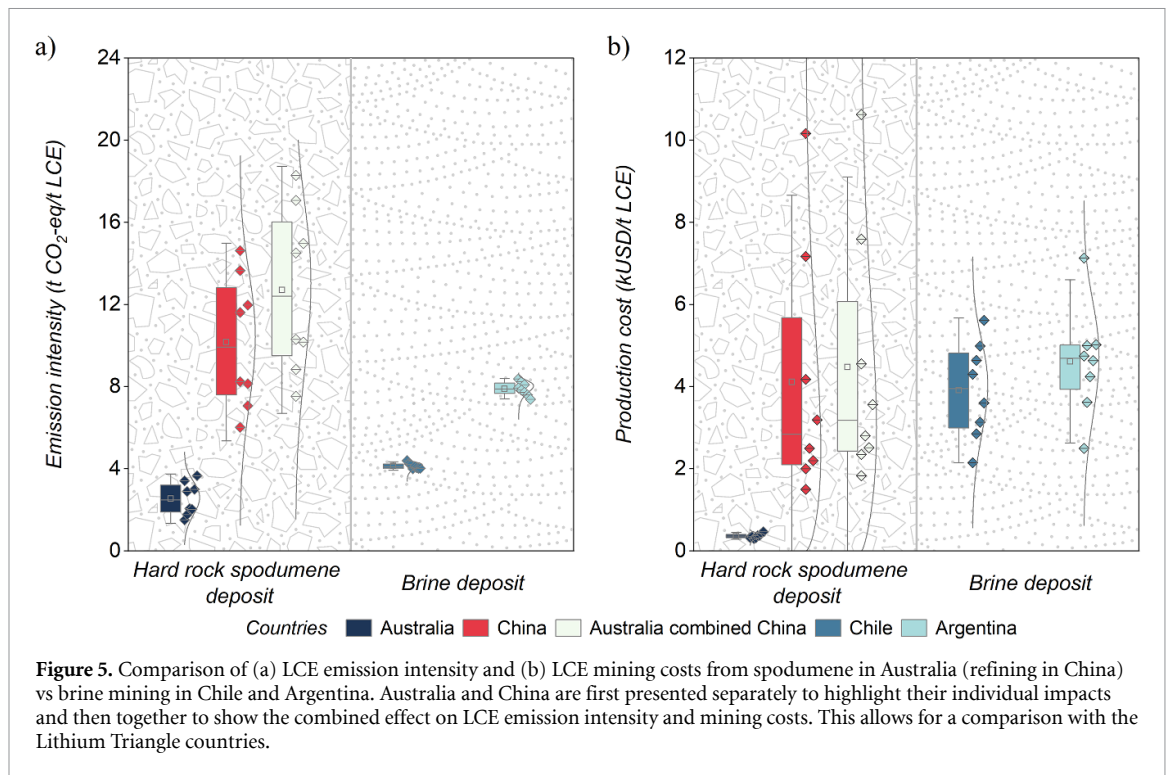 a)
Emission intensity (t CO₂-eq/t LCE)
24
20
16
12
8
4
0
Hard rock spodumene
deposit
Brine deposit
b)
Production cost (kUSD/t LCE)
12
10
8
6
4
2
0
Hard rock spodumene
deposit
Brine deposit
Countries Australia China Australia combined China Chile Argentina
Figure 5. Comparison of (a) LCE emission intensity and (b) LCE mining costs from spodumene in Australia (refining in China)
vs brine mining in Chile and Argentina. Australia and China are first presented separately to highlight their individual impacts
and then together to show the combined effect on LCE emission intensity and mining costs. This allows for a comparison with the
Lithium Triangle countries.